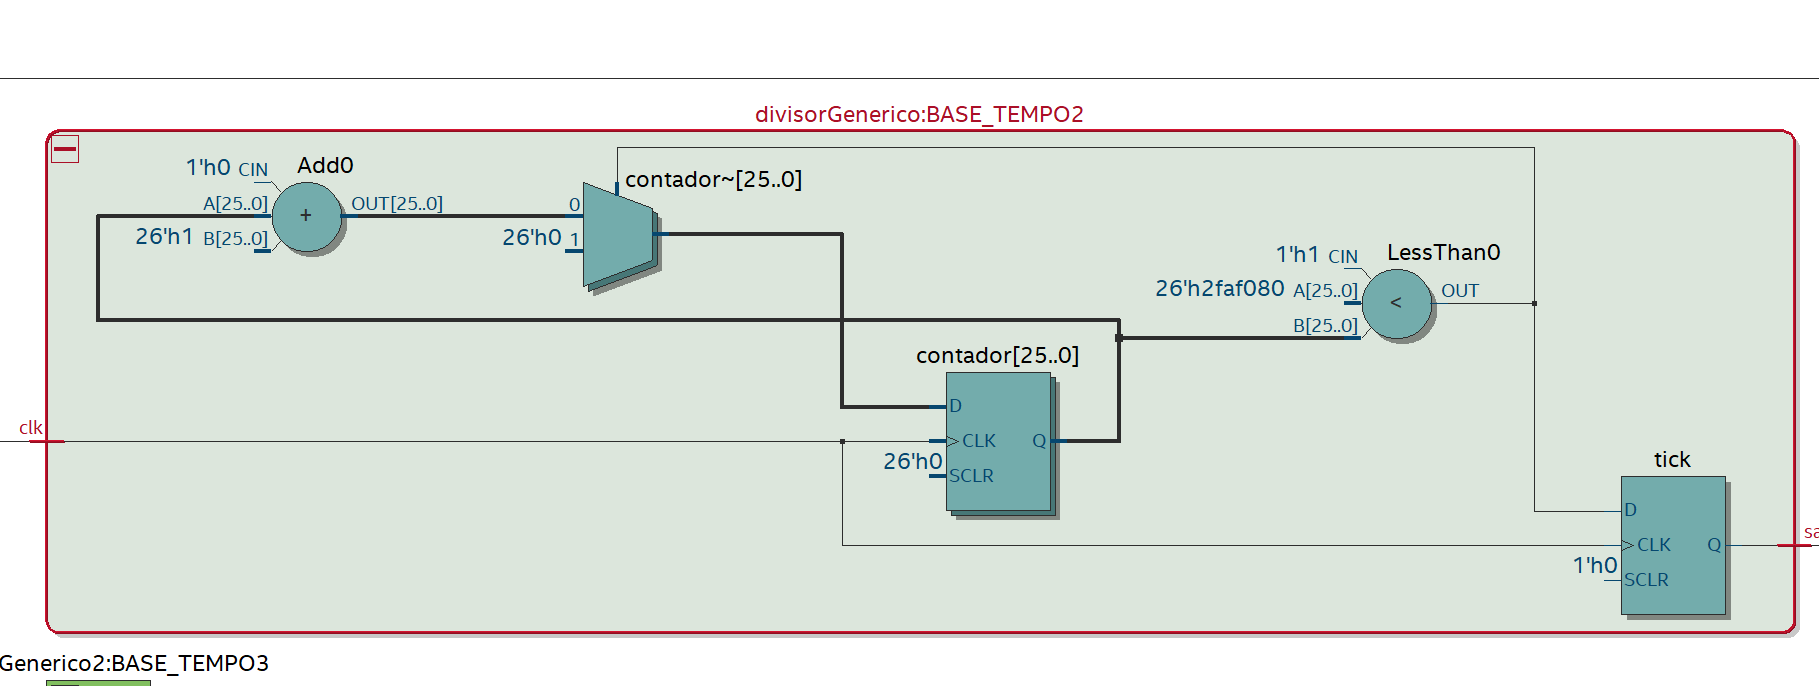 divisorGenerico:BASE_TEMPO2
1'h0 CIN
Add0
A[25..0]
OUT[25..0]
+
26'h1 B[25..0]
contador~[25..0]
0
26'h0 1
1'h1 CIN
LessThan0
26'h2faf080 A[25..0]
OUT
<
B[25..0]
contador[25..0]
D
clk
CLK
Q
26'h0
SCLR
tick
D
CLK
Q
1'h0
SCLR
Generico2:BASE_TEMPO3